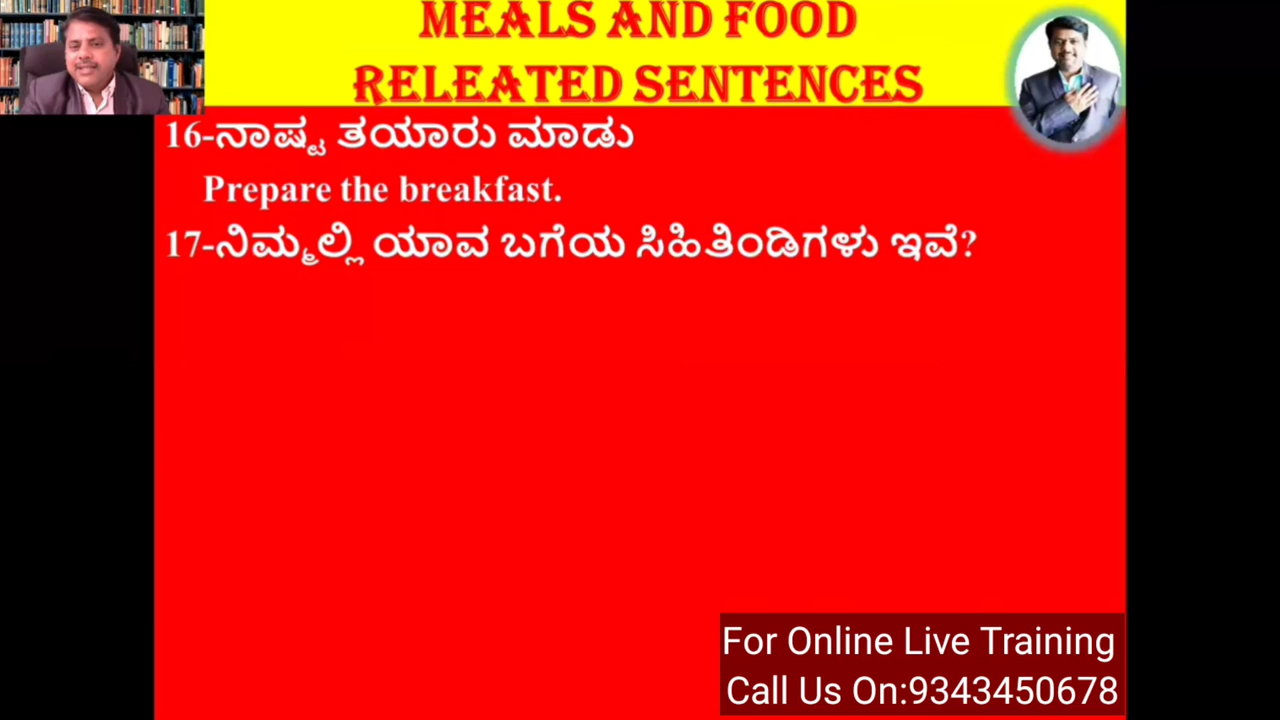 MEALS AND FOOD
RELEATED SENTENCES
16-ನಾಷ್ಟ ತಯಾರು ಮಾಡು
Prepare the breakfast.
17-ನಿಮ್ಮಲ್ಲಿ ಯಾವ ಬಗೆಯ ಸಿಹಿತಿಂಡಿಗಳು ಇವೆ?
For Online Live Training
Call Us On:9343450678